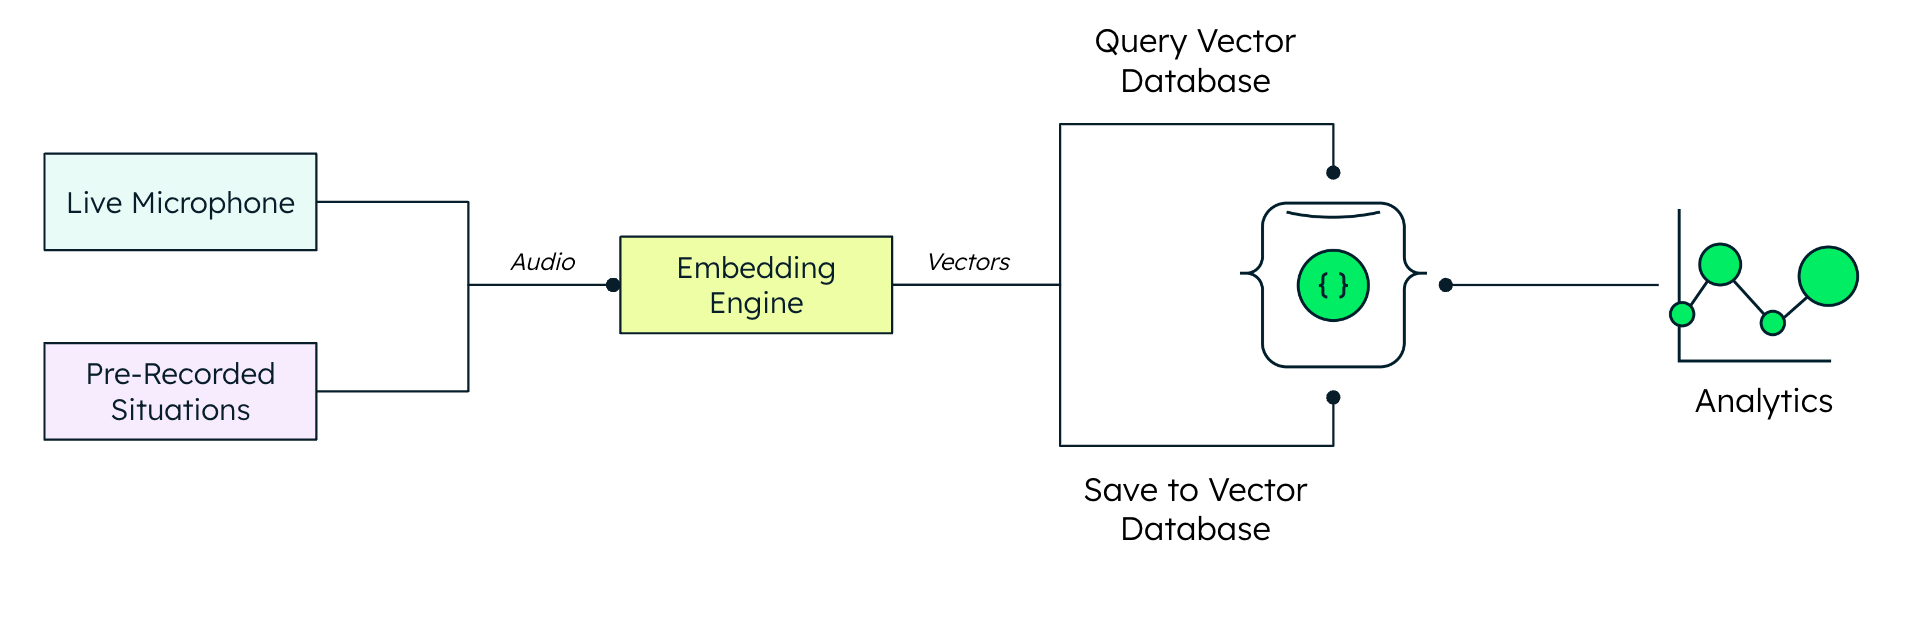 Query Vector
Database
Live Microphone
Audio
Embedding
Engine
Vectors
{ }
Pre-Recorded
Situations
Analytics
Save to Vector
Database